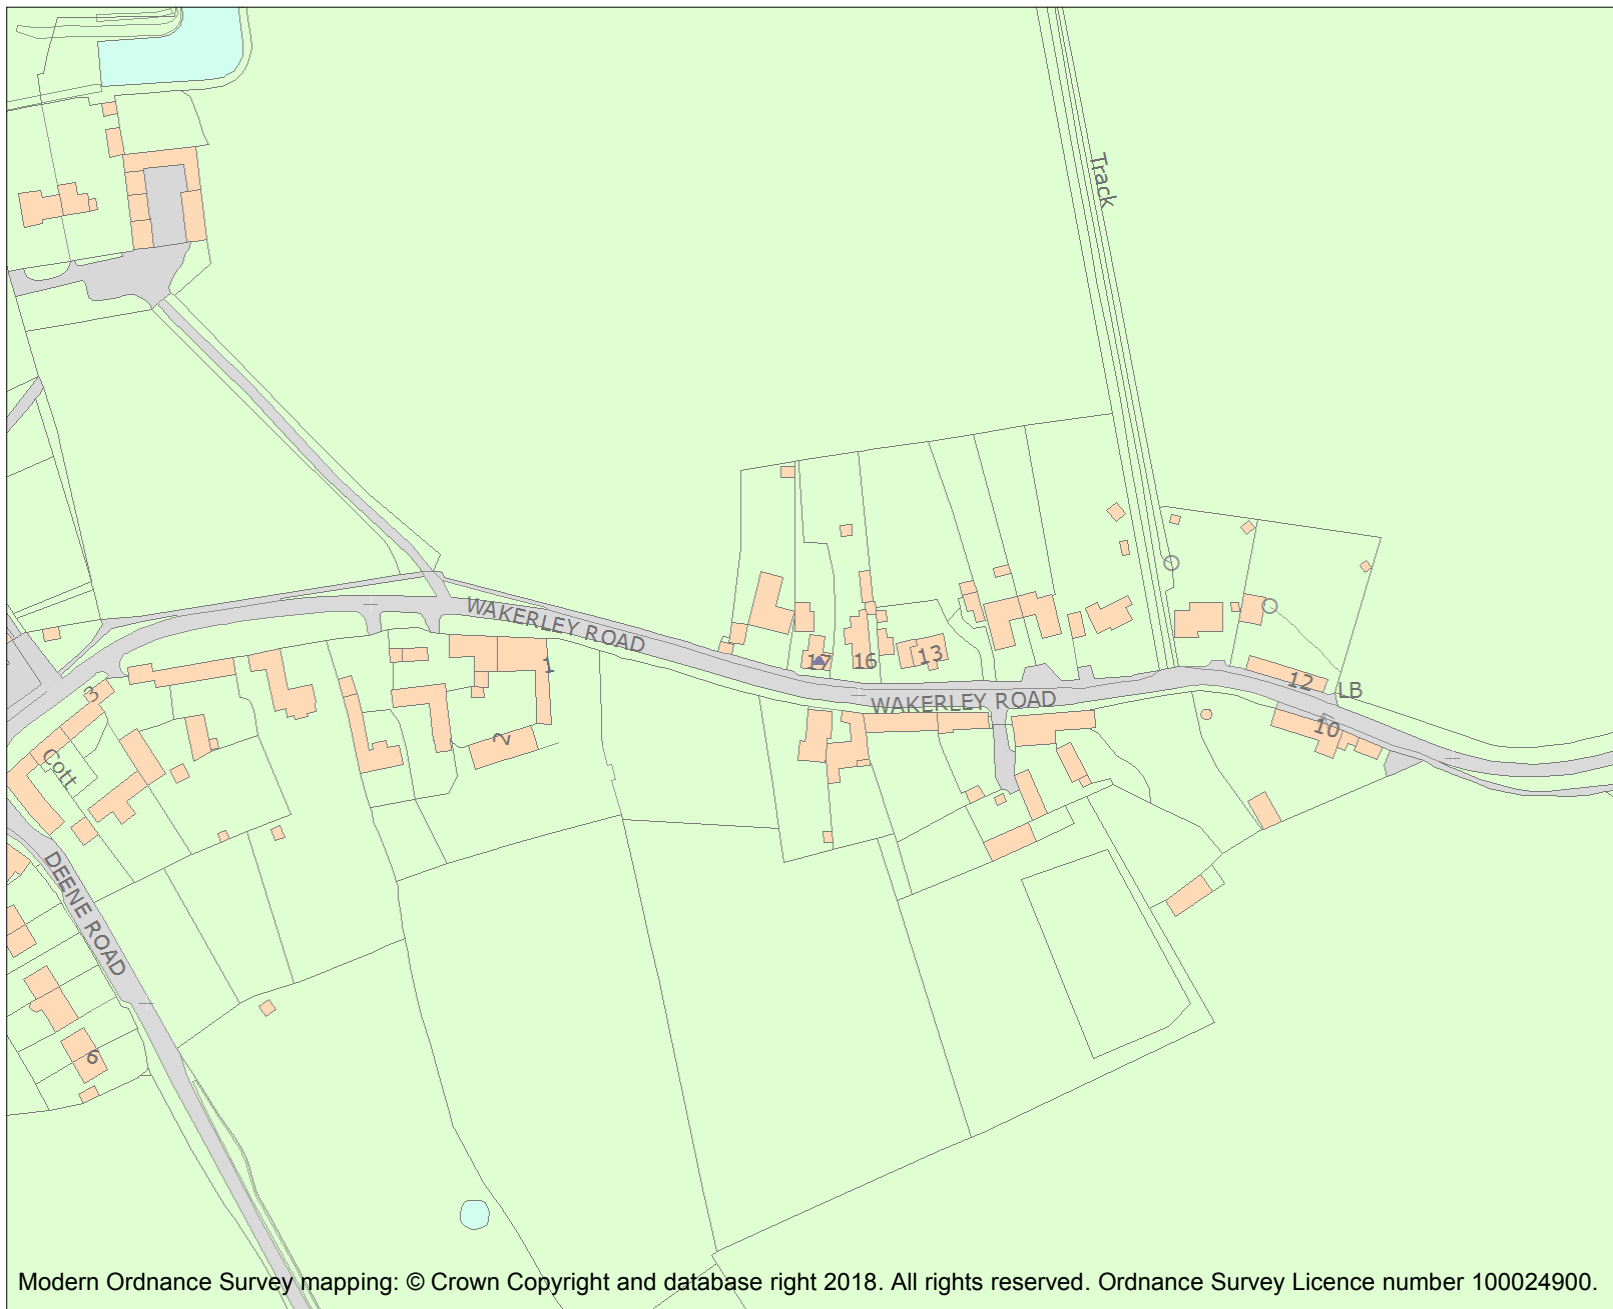 Track
WAKERLEY ROAD
1
17
16
13
WAKERLEY ROAD
12
LB
10
3
Cott
2
DEENE ROAD
6
Modern Ordnance Survey mapping: © Crown Copyright and database right 2018. All rights reserved. Ordnance Survey Licence number 100024900.